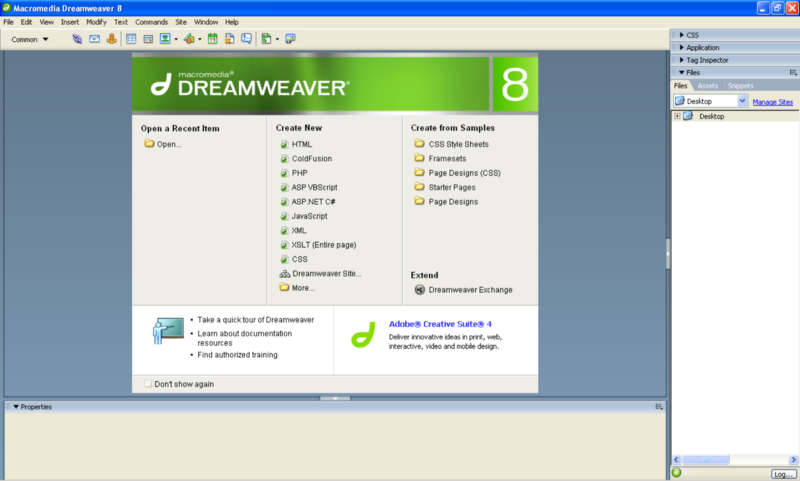 Macromedia Dreamweaver 8
File Edit View Insert Modify Text Commands Site Window Help
Common
macromedia®
DREAMWEAVER®
8
Open a Recent Item
Open...
Create New
HTML
ColdFusion
PHP
ASP VBScript
ASP.NET C#
JavaScript
XML
XSLT (Entire page)
CSS
Dreamweaver Site...
More...
Create from Samples
CSS Style Sheets
Framesets
Page Designs (CSS)
Starter Pages
Page Designs
Extend
Dreamweaver Exchange
• Take a quick tour of Dreamweaver
• Learn about documentation
resources
• Find authorized training
Adobe® Creative Suite® 4
Deliver innovative ideas in print, web,
interactive, video and mobile design.
Don't show again
Properties
CSS
Application
Tag Inspector
Files
Files Assets Snippets
Desktop Manage Sites
Desktop
Log...